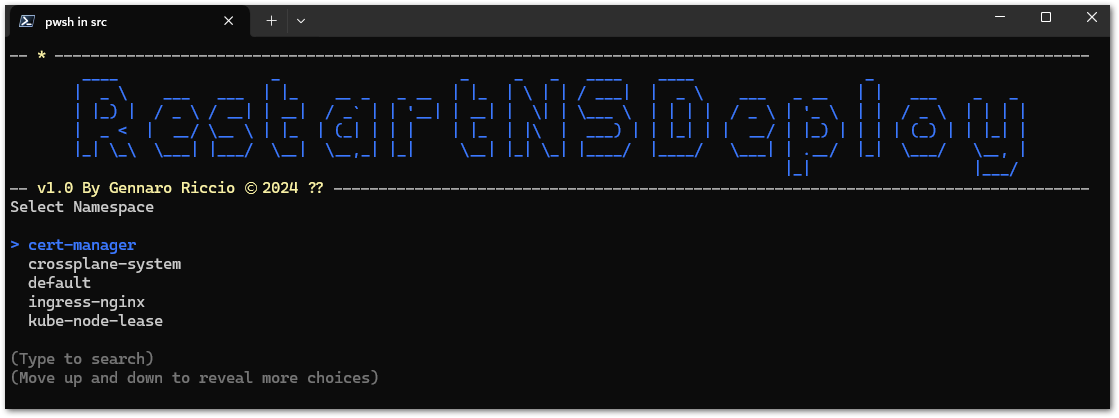 pwsh in src
*
RestartNSDeploy
v1.0 By Gennaro Riccio © 2024 ??
Select Namespace
> cert-manager
crossplane-system
default
ingress-nginx
kube-node-lease
(Type to search)
(Move up and down to reveal more choices)